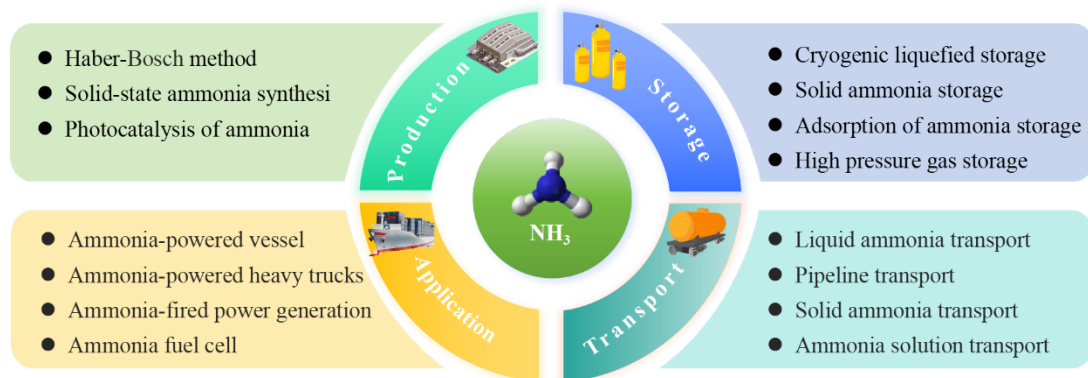 Haber-Bosch method
Solid-state ammonia synthesi
Photocatalysis of ammonia
Production
Storage
Cryogenic liquefied storage
Solid ammonia storage
Adsorption of ammonia storage
High pressure gas storage
NH₃
Ammonia-powered vessel
Ammonia-powered heavy trucks
Ammonia-fired power generation
Ammonia fuel cell
Application
Transport
Liquid ammonia transport
Pipeline transport
Solid ammonia transport
Ammonia solution transport